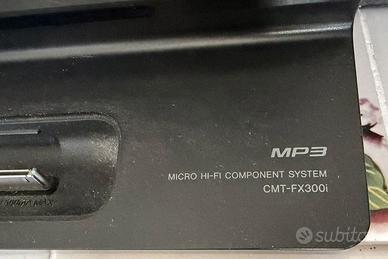 MP3
MICRO HI-FI COMPONENT SYSTEM
CMT-FX300i
subito